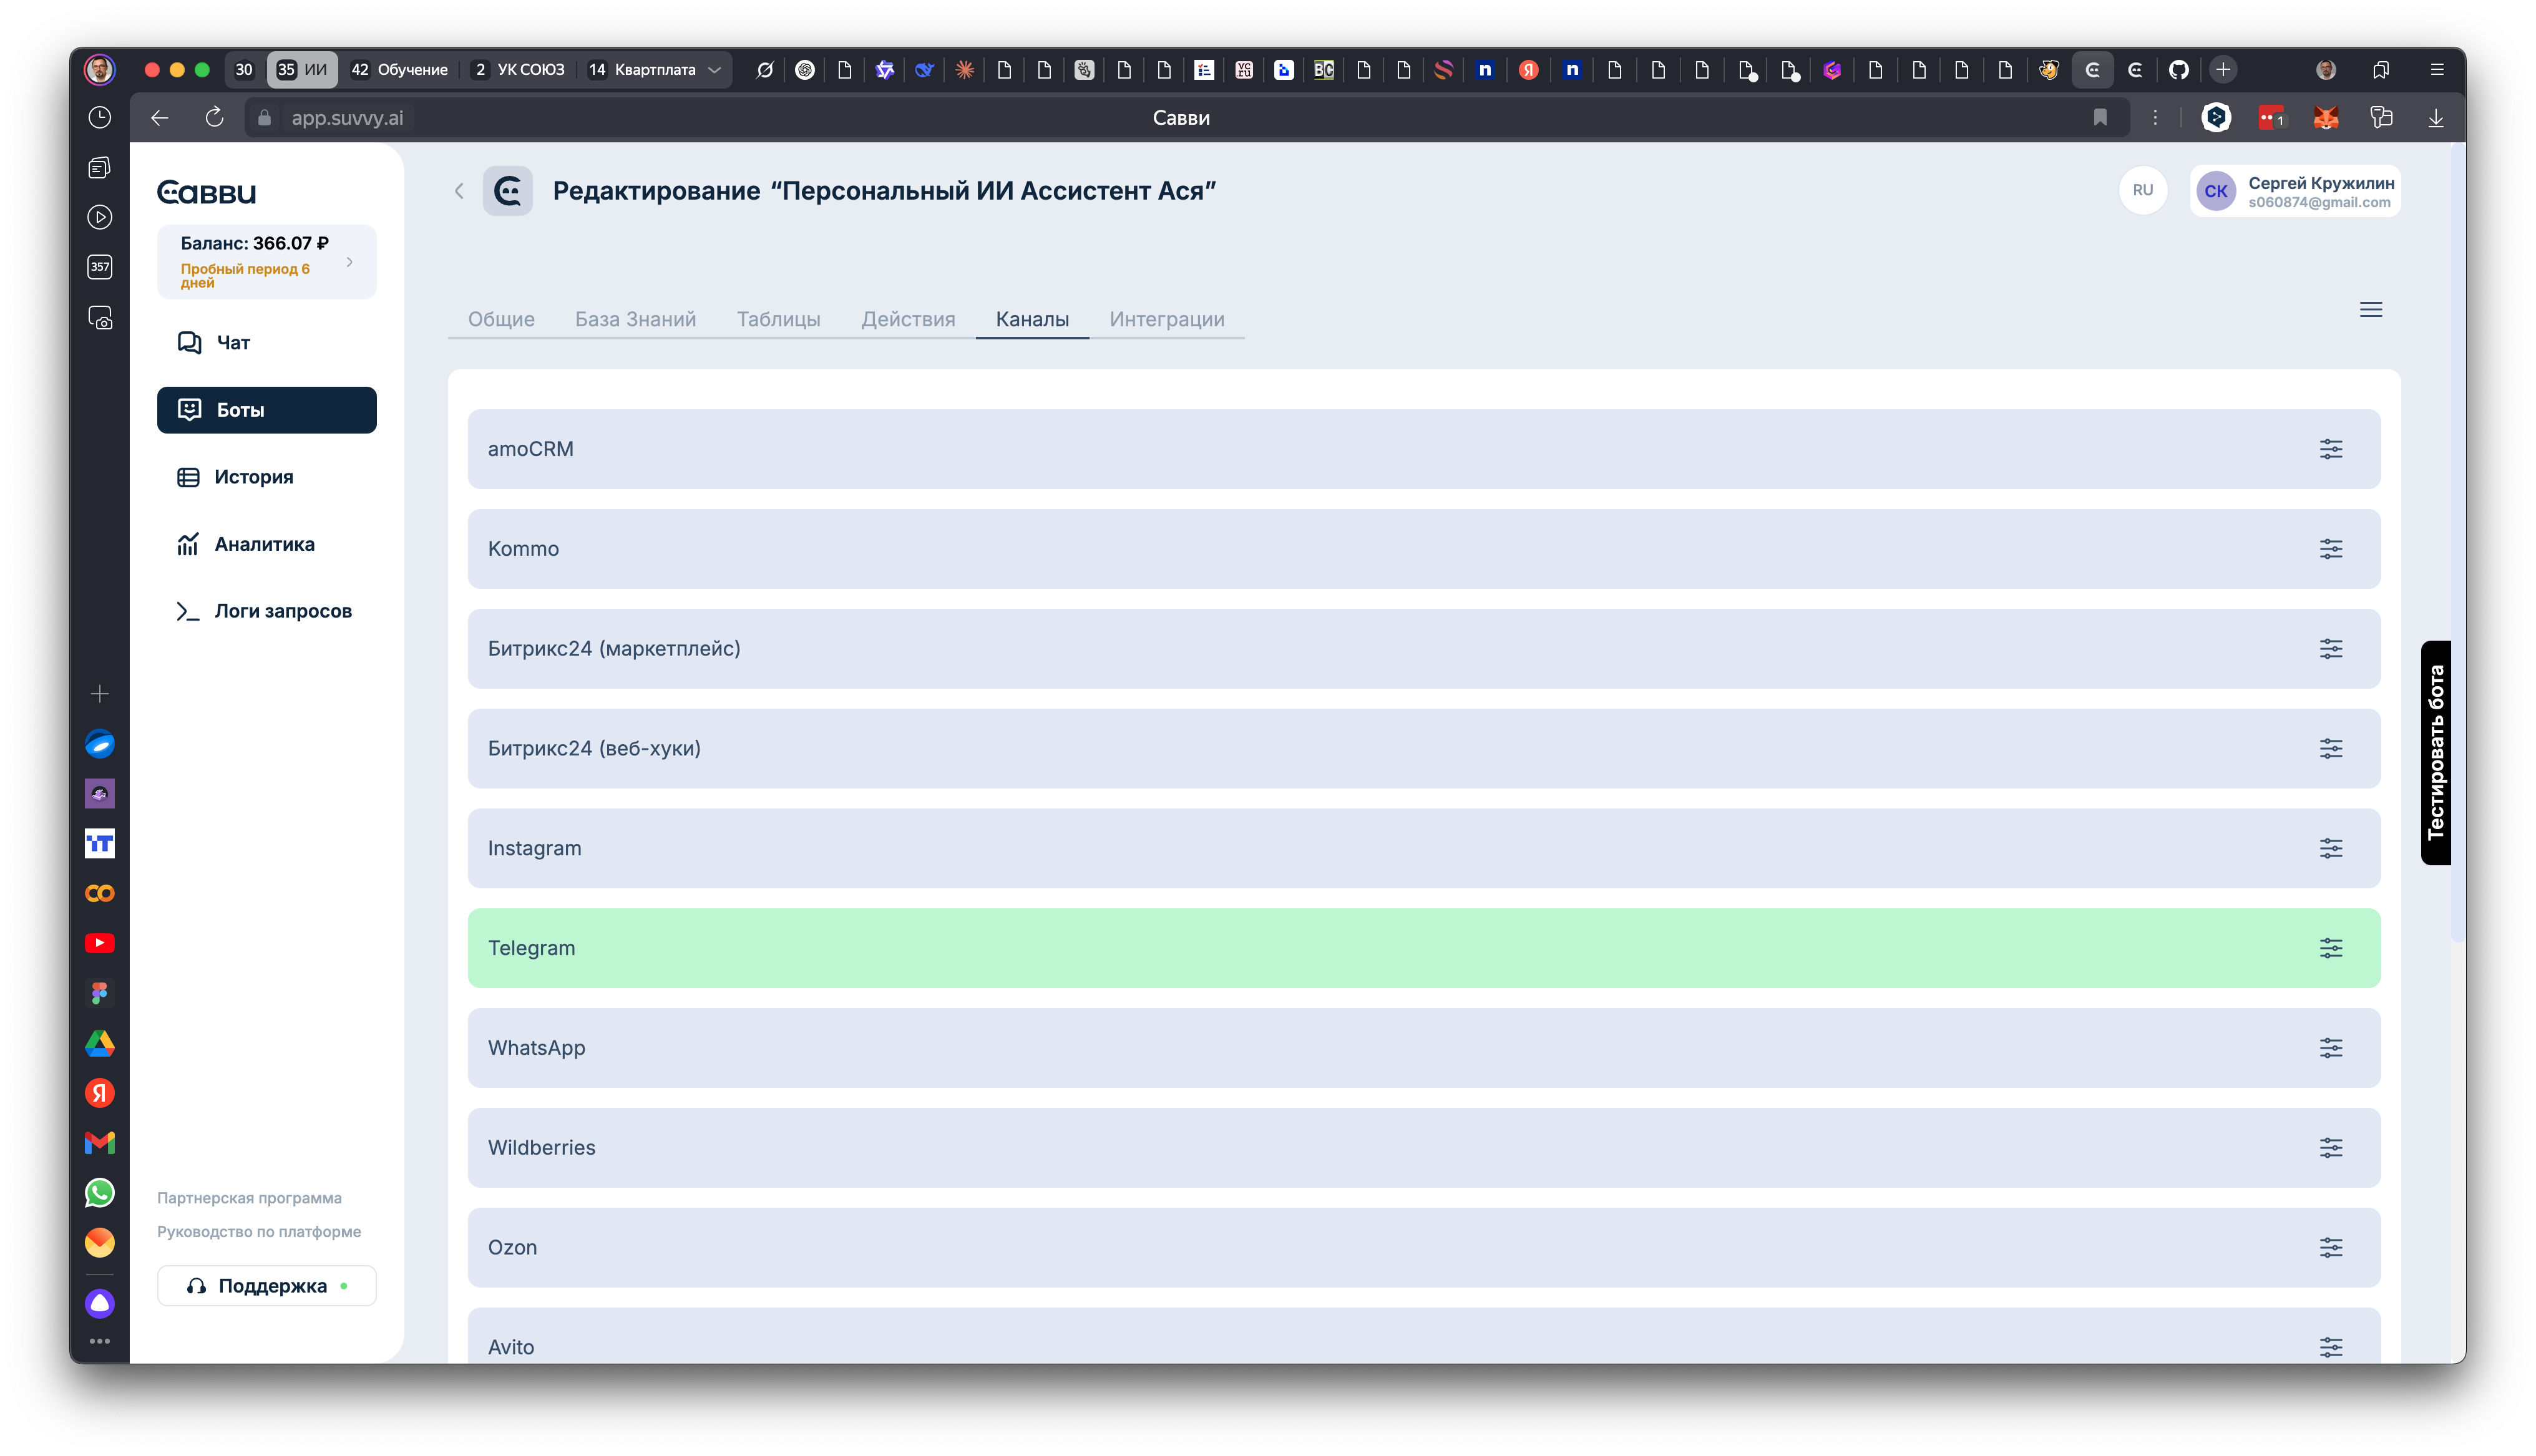 30
35 ИИ
42 Обучение
2 УК СОЮЗ
14 Квартплата
app.suvvy.ai
Савви
1
357
Савви
Баланс: 366.07 ₽
Пробный период 6
дней
Чат
Боты
История
Аналитика
Логи запросов
Партнерская программа
Руководство по платформе
Поддержка
Редактирование “Персональный ИИ Ассистент Ася”
RU
СК
Сергей Кружилин
s060874@gmail.com
Общие
База Знаний
Таблицы
Действия
Каналы
Интеграции
amoCRM
Kommo
Битрикс24 (маркетплейс)
Битрикс24 (веб-хуки)
Instagram
Telegram
WhatsApp
Wildberries
Ozon
Avito
Тестировать бота